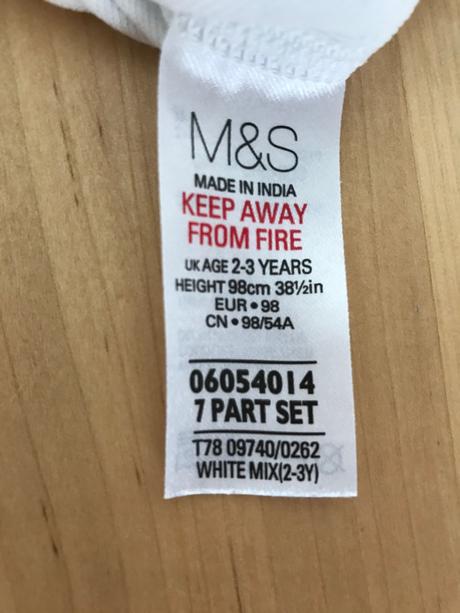 M&S
MADE IN INDIA
KEEP AWAY
FROM FIRE
UK AGE 2-3 YEARS
HEIGHT 98cm 38½in
EUR • 98
CN • 98/54A
06054014
7 PART SET
T78 09740/0262
WHITE MIX(2-3Y)